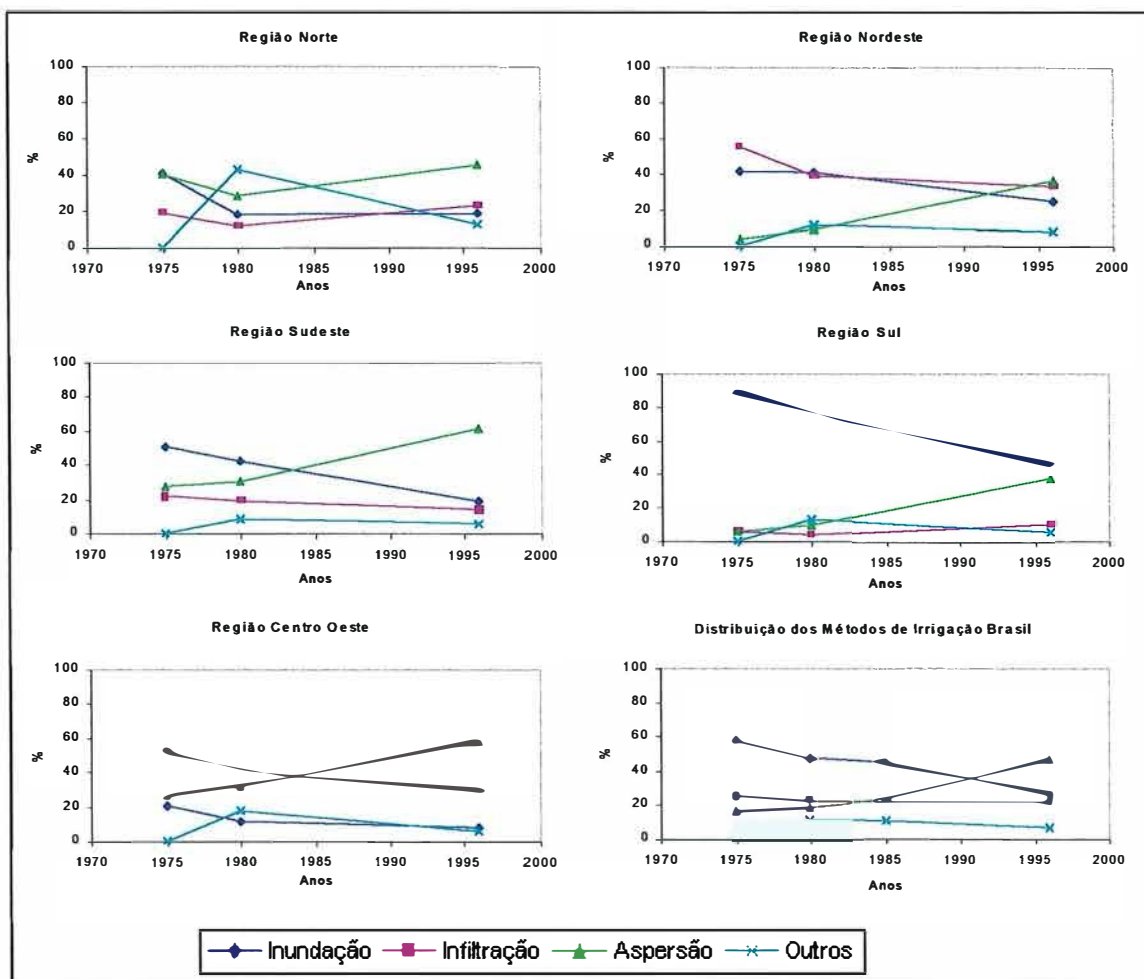 Região Norte
100
80
60
40
20
0
%
1970 1975 1980 1985 1990 1995 2000
Anos
Região Nordeste
100
80
60
40
20
0
%
1970 1975 1980 1985 1990 1995 2000
Anos
Região Sudeste
100
80
60
40
20
0
%
1970 1975 1980 1985 1990 1995 2000
Anos
Região Sul
100
80
60
40
20
0
%
1970 1975 1980 1985 1990 1995 2000
Anos
Região Centro Oeste
100
80
60
40
20
0
%
1970 1975 1980 1985 1990 1995 2000
Anos
Distribuição dos Métodos de Irrigação Brasil
100
80
60
40
20
0
%
1970 1975 1980 1985 1990 1995 2000
Anos
Inundação Infiltração Aspersão Outros